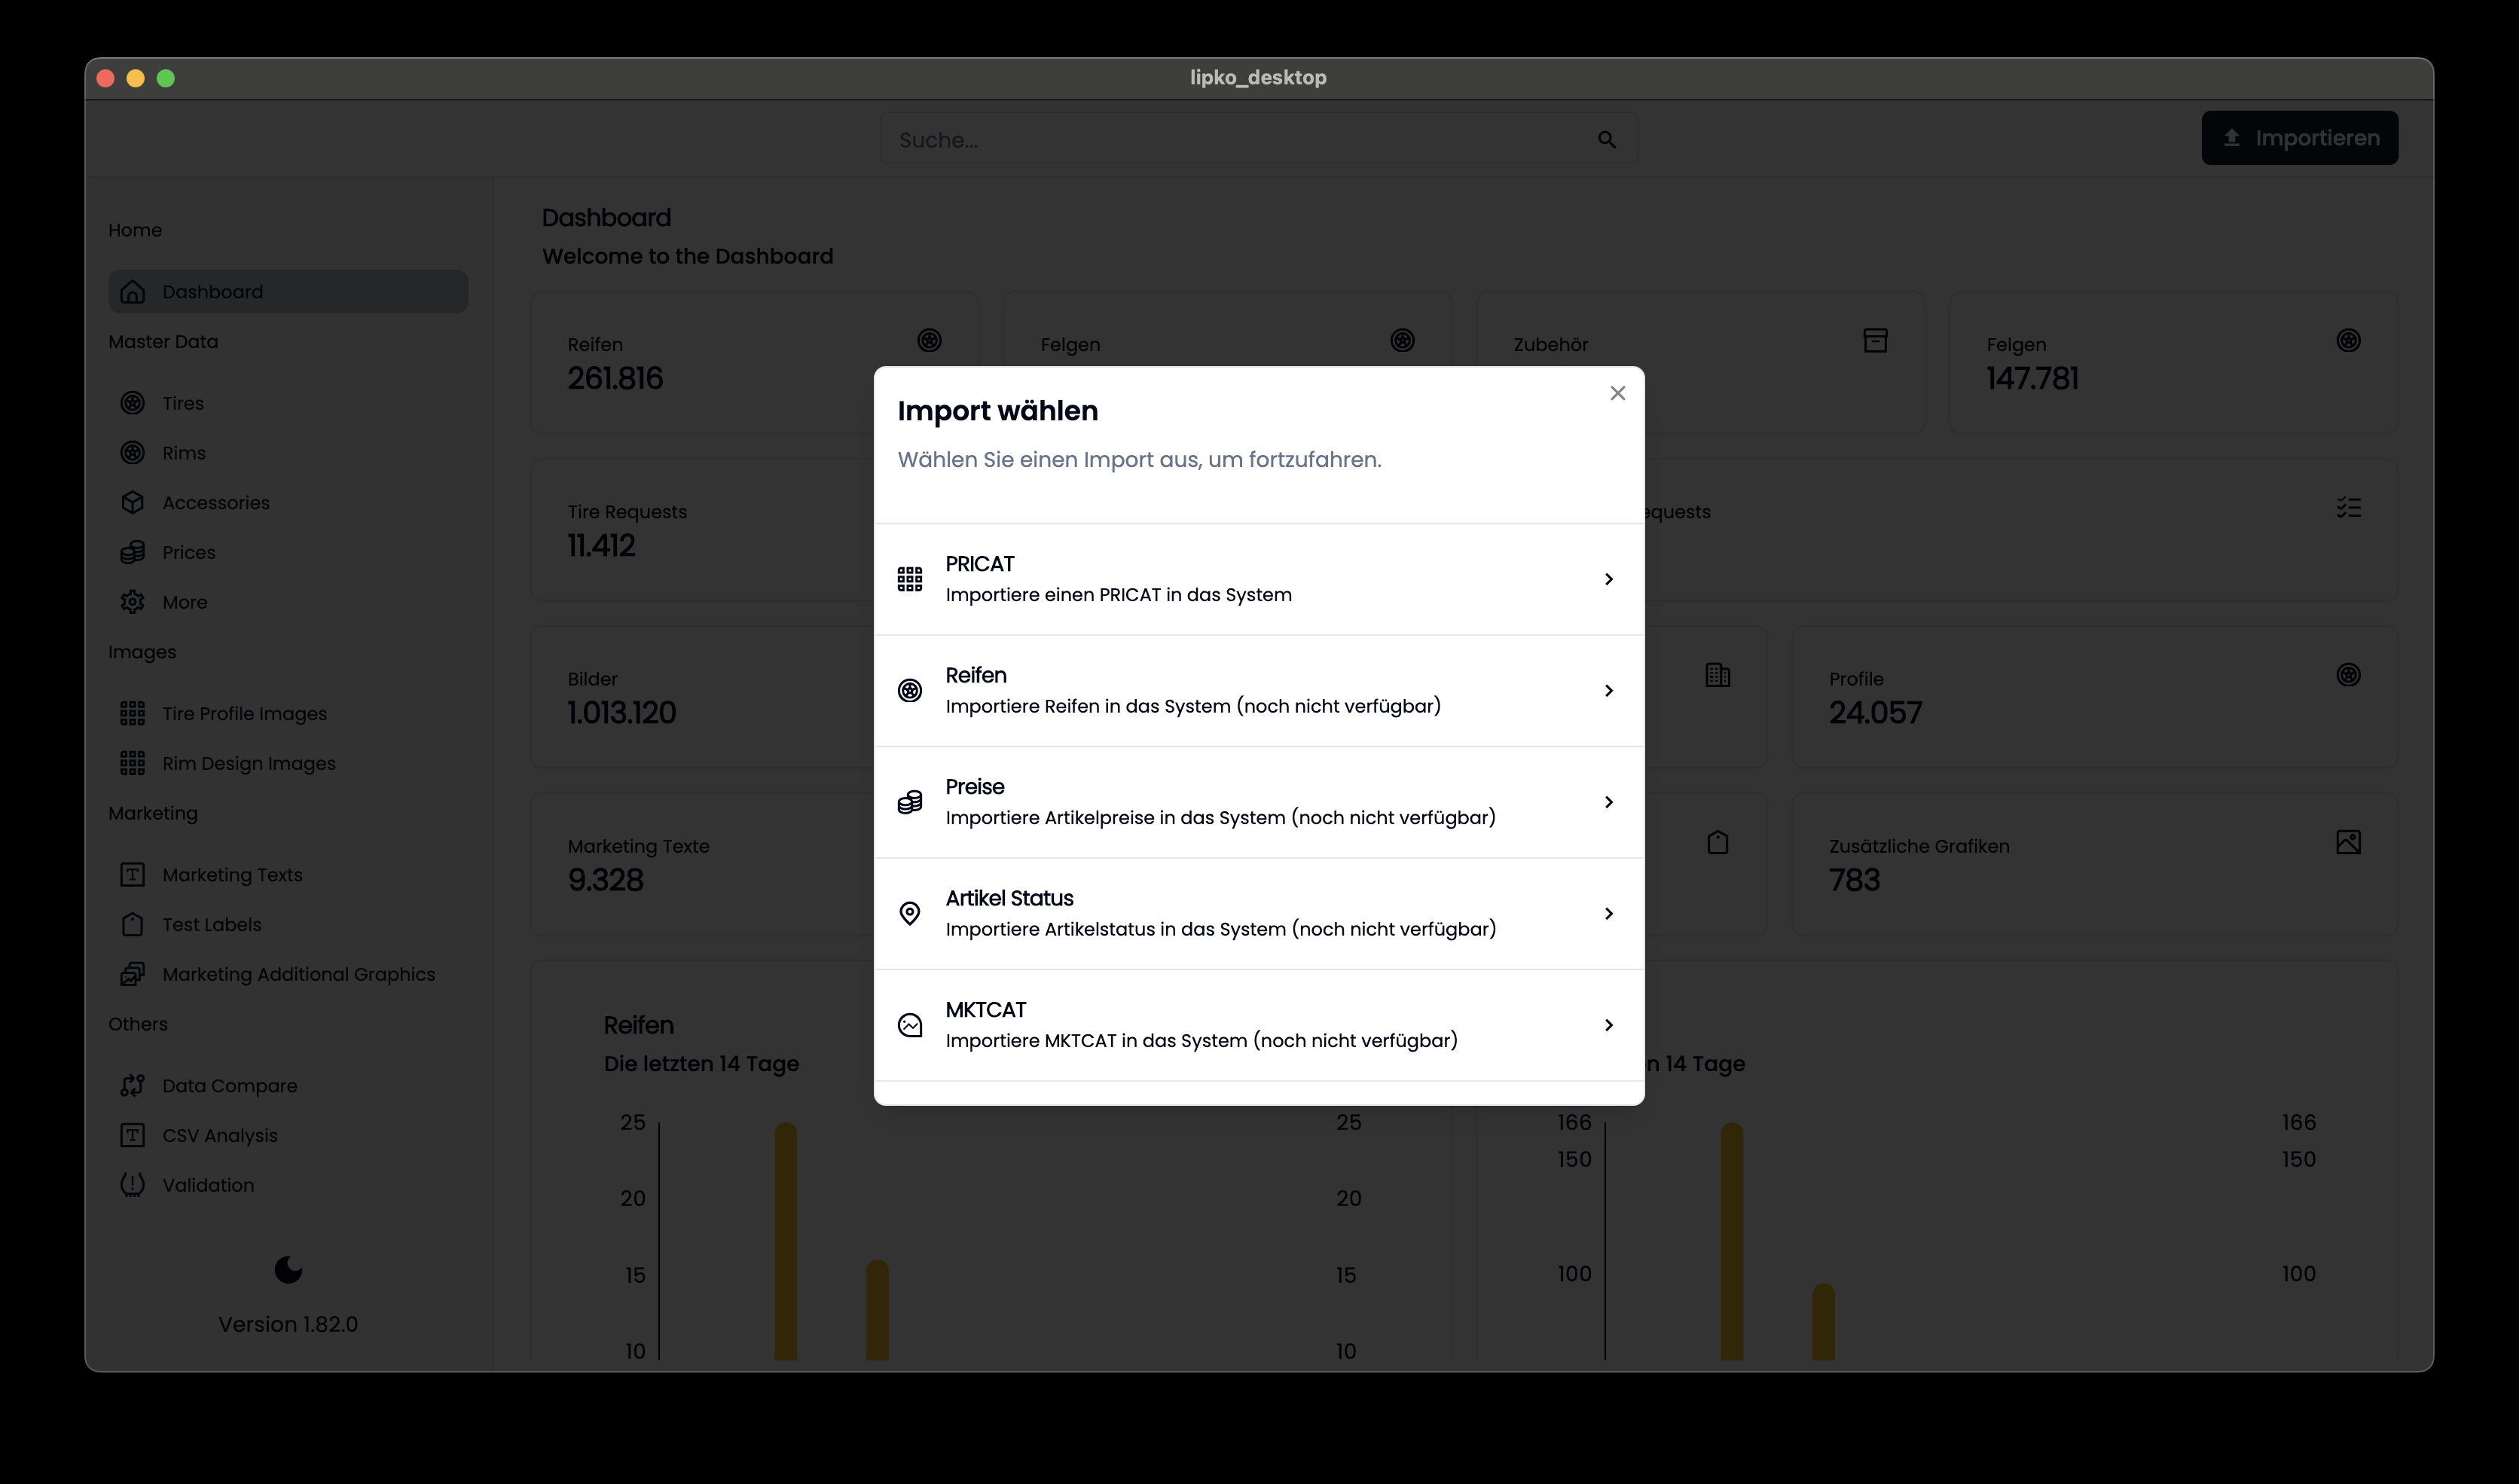 lipko_desktop
Suche...
Importieren
Home
Dashboard
Master Data
Tires
Rims
Accessories
Prices
More
Images
Tire Profile Images
Rim Design Images
Marketing
Marketing Texts
Test Labels
Marketing Additional Graphics
Others
Data Compare
CSV Analysis
Validation
Version 1.82.0
Dashboard
Welcome to the Dashboard
Reifen
261.816
Felgen
Zubehör
Felgen
147.781
Tire Requests
11.412
equests
Bilder
1.013.120
Profile
24.057
Marketing Texte
9.328
Zusätzliche Grafiken
783
Import wählen
Wählen Sie einen Import aus, um fortzufahren.
PRICAT
Importiere einen PRICAT in das System
Reifen
Importiere Reifen in das System (noch nicht verfügbar)
Preise
Importiere Artikelpreise in das System (noch nicht verfügbar)
Artikel Status
Importiere Artikelstatus in das System (noch nicht verfügbar)
MKTCAT
Importiere MKTCAT in das System (noch nicht verfügbar)
Reifen
Die letzten 14 Tage
25
20
15
10
25
20
15
10
n 14 Tage
166
150
100
166
150
100